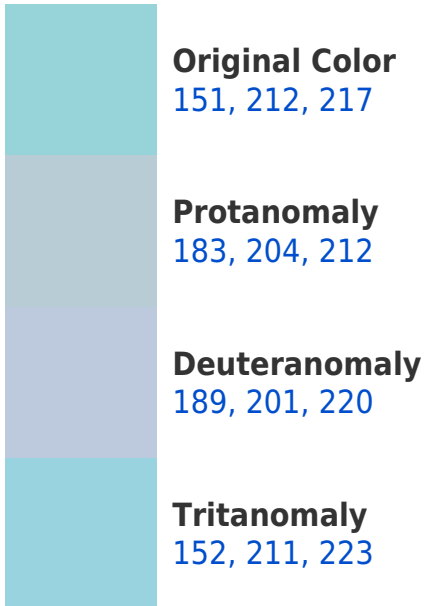 Original Color
151, 212, 217
Protanomaly
183, 204, 212
Deuteranomaly
189, 201, 220
Tritanomaly
152, 211, 223